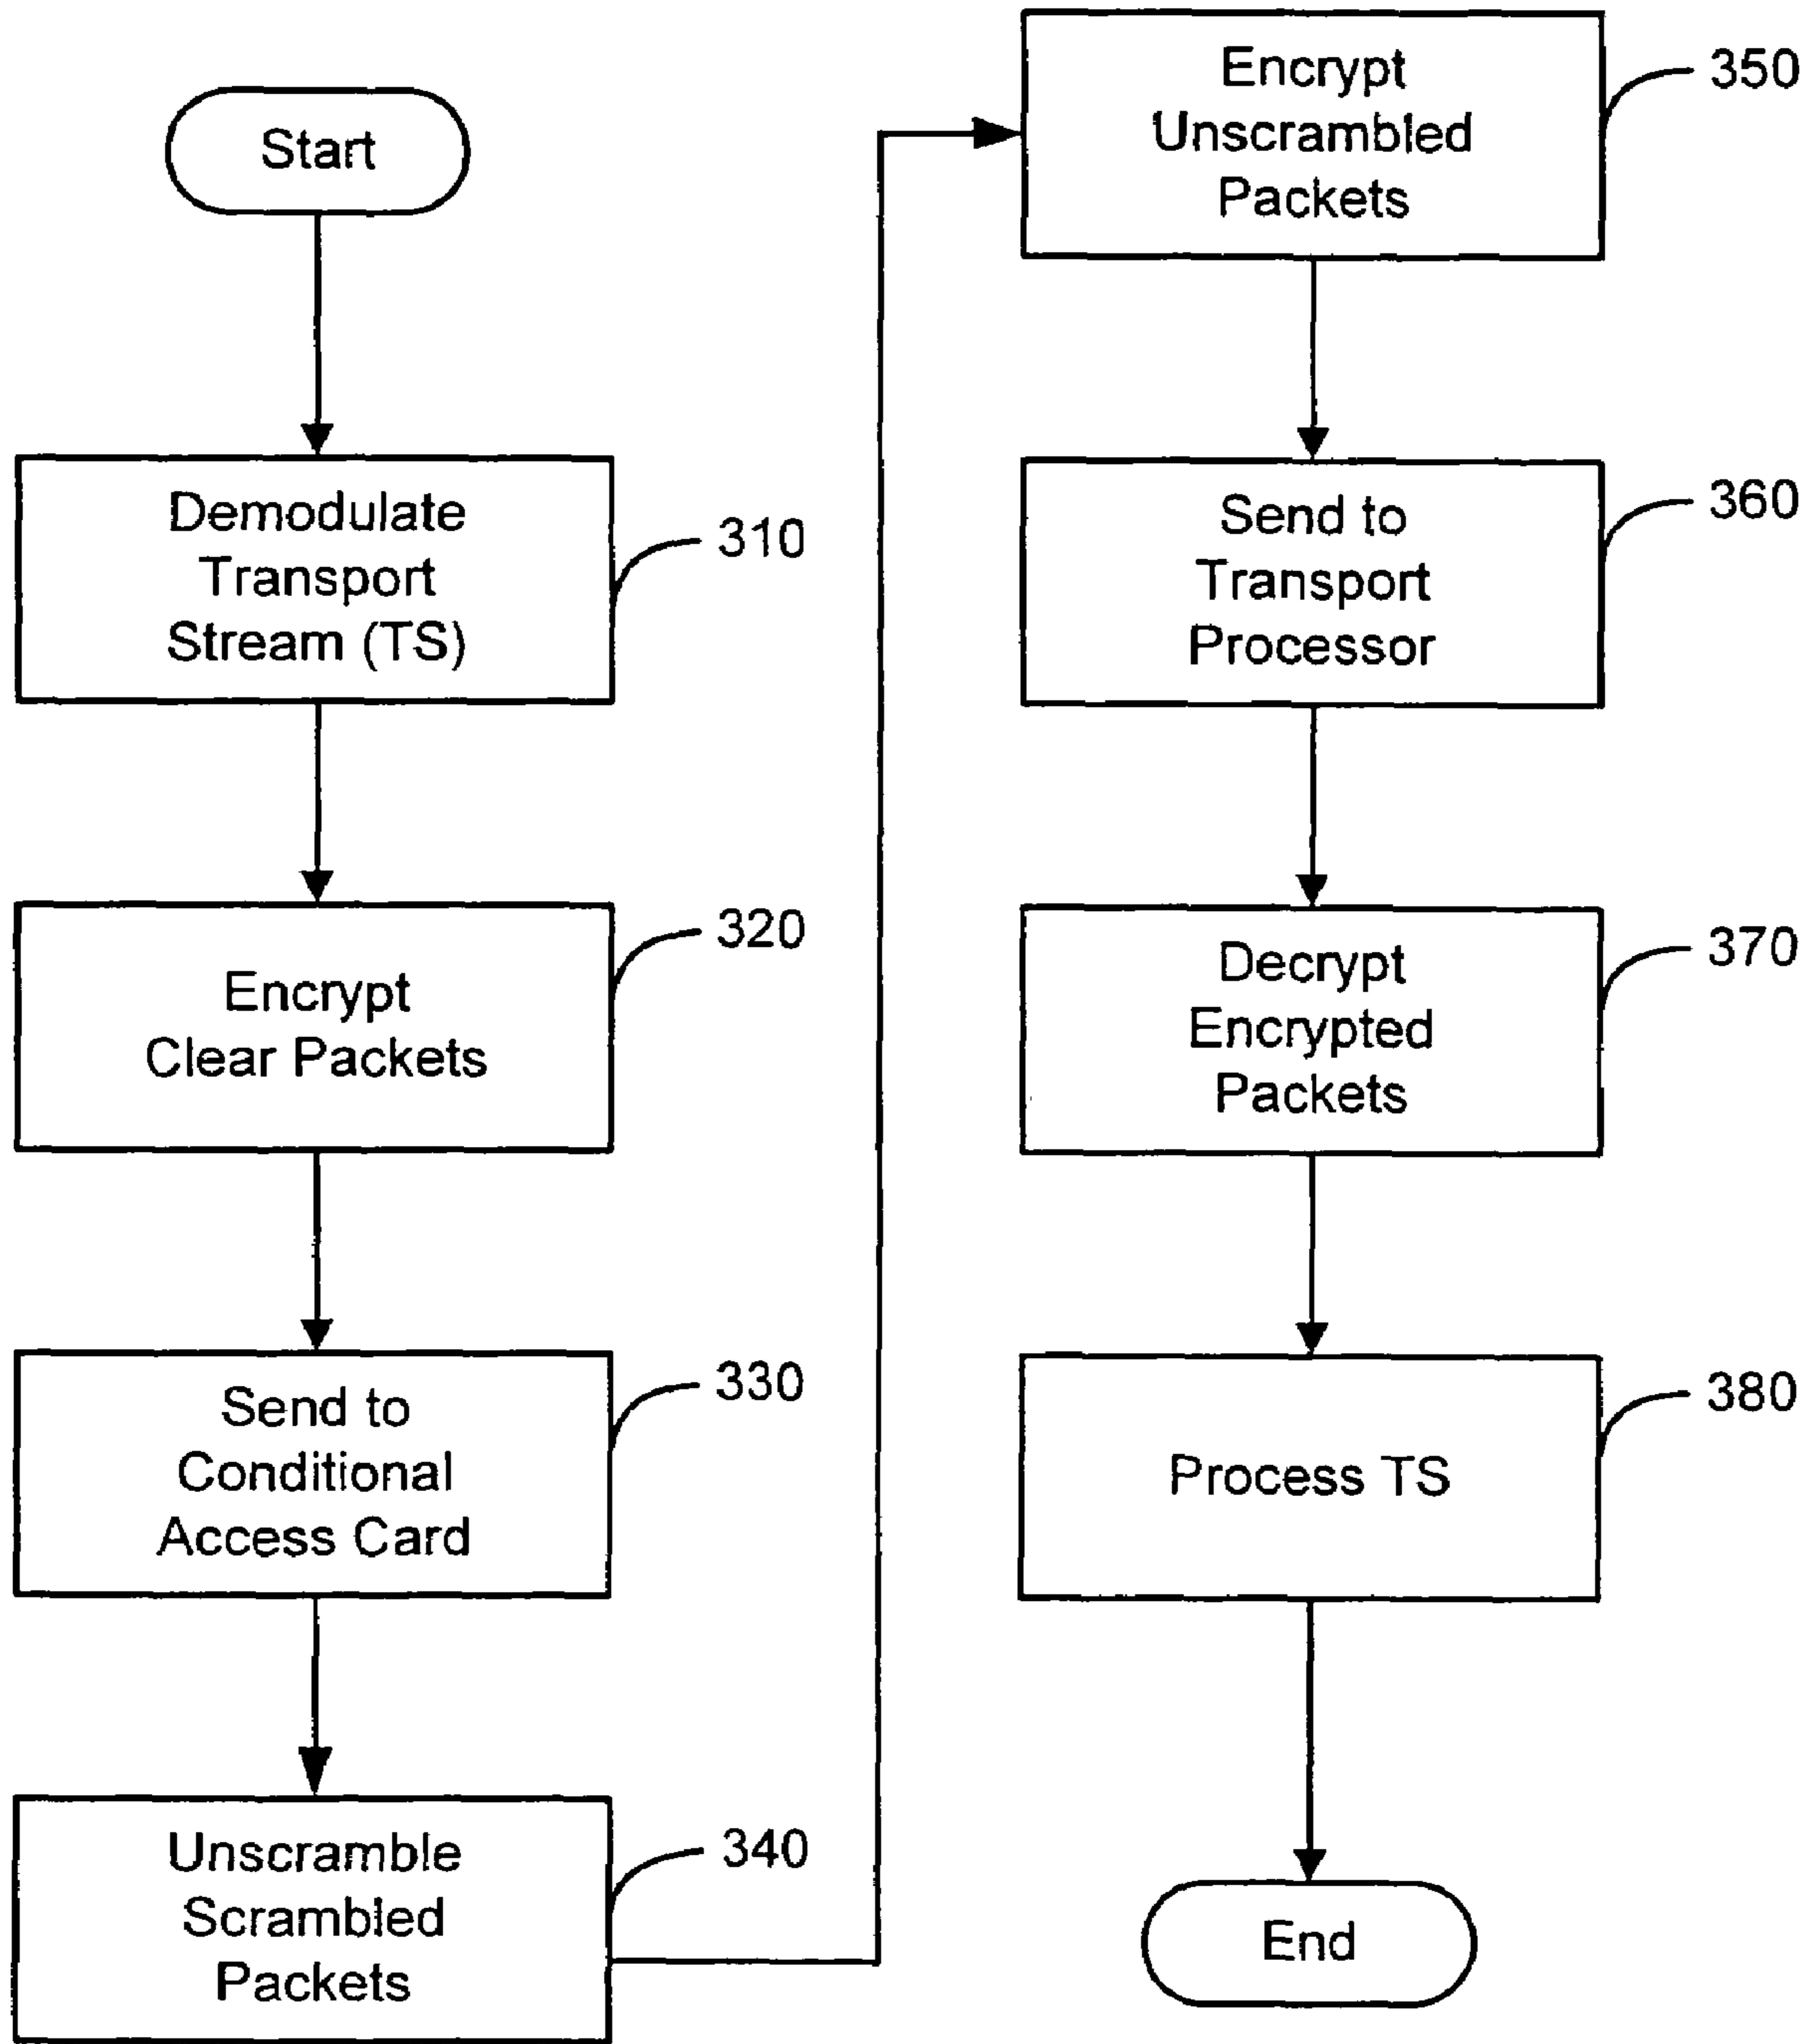 Start
Demodulate
Transport
Stream (TS)
310
Encrypt
Clear Packets
320
Send to
Conditional
Access Card
330
Unscramble
Scrambled
Packets
340
Encrypt
Unscrambled
Packets
350
Send to
Transport
Processor
360
Decrypt
Encrypted
Packets
370
Process TS
380
End